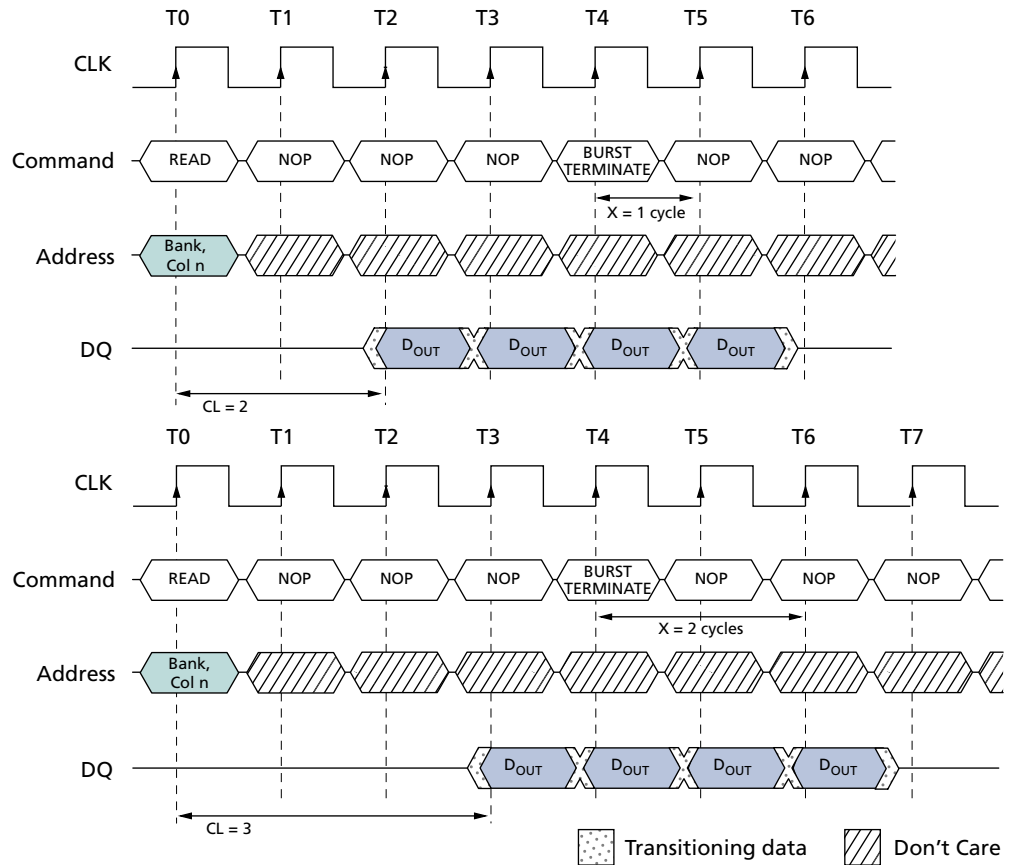 T0 T1 T2 T3 T4 T5 T6
CLK
Command READ NOP NOP NOP BURST TERMINATE NOP NOP
X = 1 cycle
Address Bank, Col n
DQ DOUT DOUT DOUT DOUT
CL = 2
T0 T1 T2 T3 T4 T5 T6 T7
CLK
Command READ NOP NOP NOP BURST TERMINATE NOP NOP NOP
X = 2 cycles
Address Bank, Col n
DQ DOUT DOUT DOUT DOUT
CL = 3
Transitioning data Don't Care